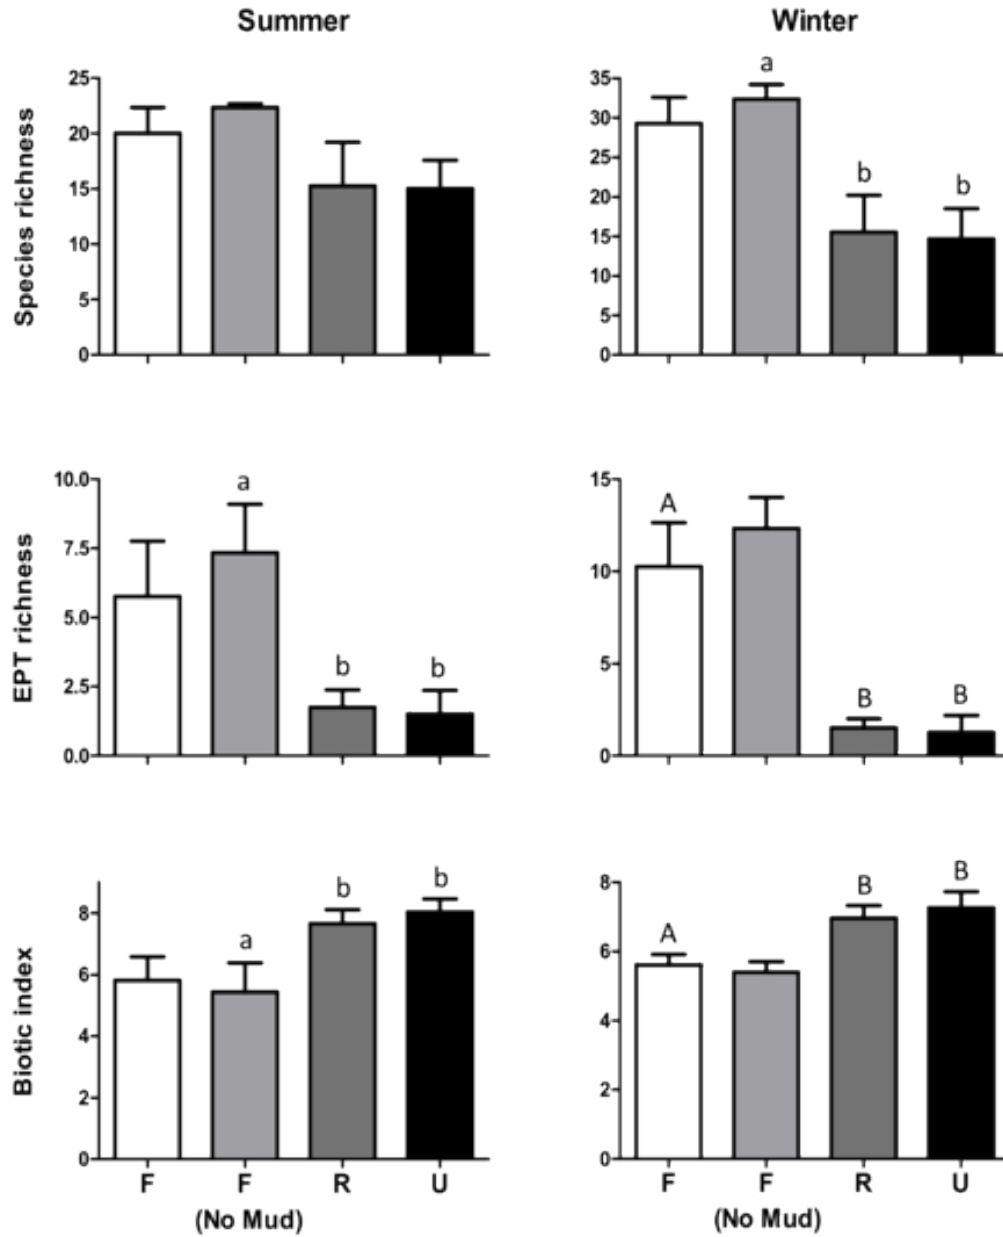 Summer
Winter
Species richness
25
20
15
10
5
0
35
30
25
20
15
10
5
0
a
b
b
EPT richness
10.0
7.5
5.0
2.5
0.0
a
b
b
15
10
5
0
A
B
B
Biotic index
8
6
4
2
0
a
b
b
8
6
4
2
0
A
B
B
F F R U
(No Mud)
F F R U
(No Mud)